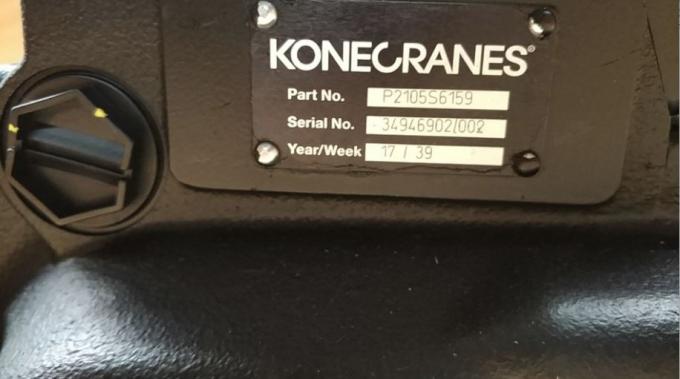 KONECRANES®
Part No. P2105S6159
Serial No. 34946902/002
Year/Week 17 / 39